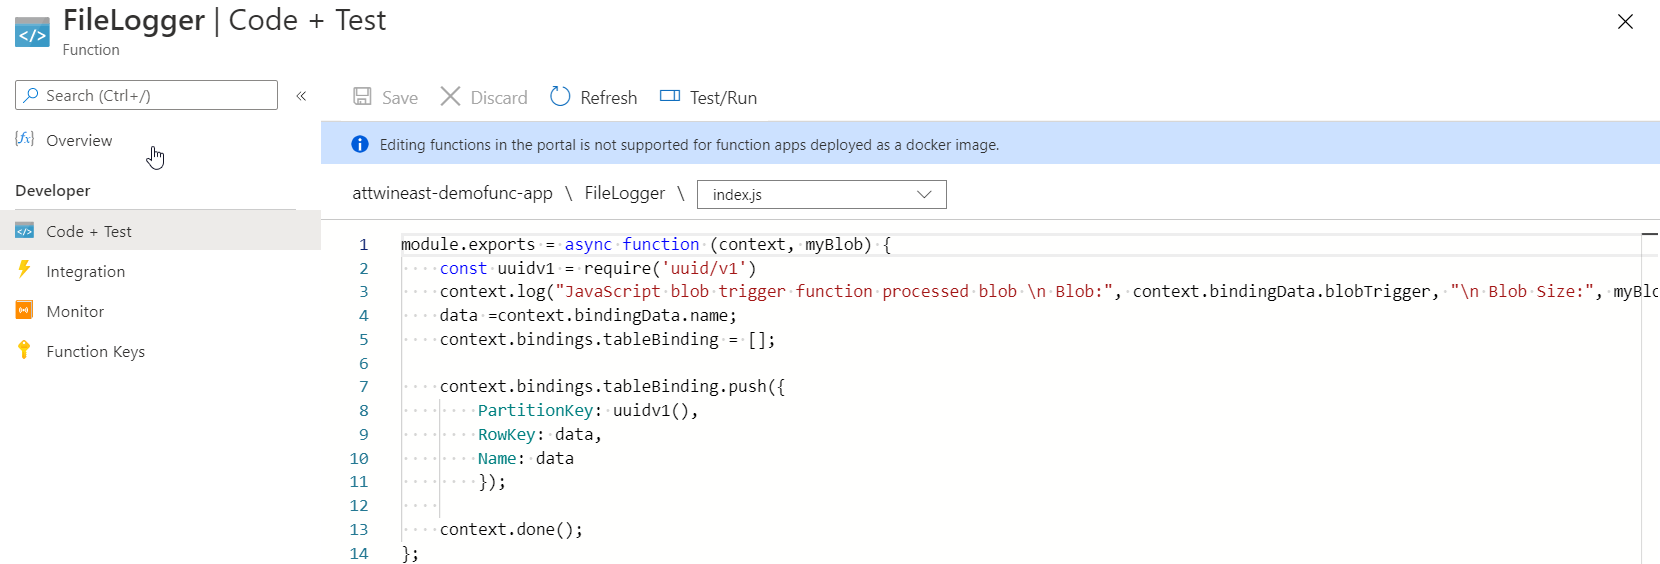 FileLogger | Code + Test
Function
Search (Ctrl+/)
«
Overview
Developer
Code + Test
Integration
Monitor
Function Keys
Save Discard Refresh Test/Run
Editing functions in the portal is not supported for function apps deployed as a docker image.
attwineast-demofunc-app \ FileLogger \ index.js
1 module.exports = async function (context, myBlob) {
2 const uuidv1 = require('uuid/v1')
3 context.log("JavaScript blob trigger function processed blob \n Blob:", context.bindingData.blobTrigger, "\n Blob Size:", myBlo
4 data =context.bindingData.name;
5 context.bindings.tableBinding = [];
6
7 context.bindings.tableBinding.push({
8 PartitionKey: uuidv1(),
9 RowKey: data,
10 Name: data
11 });
12
13 context.done();
14 };